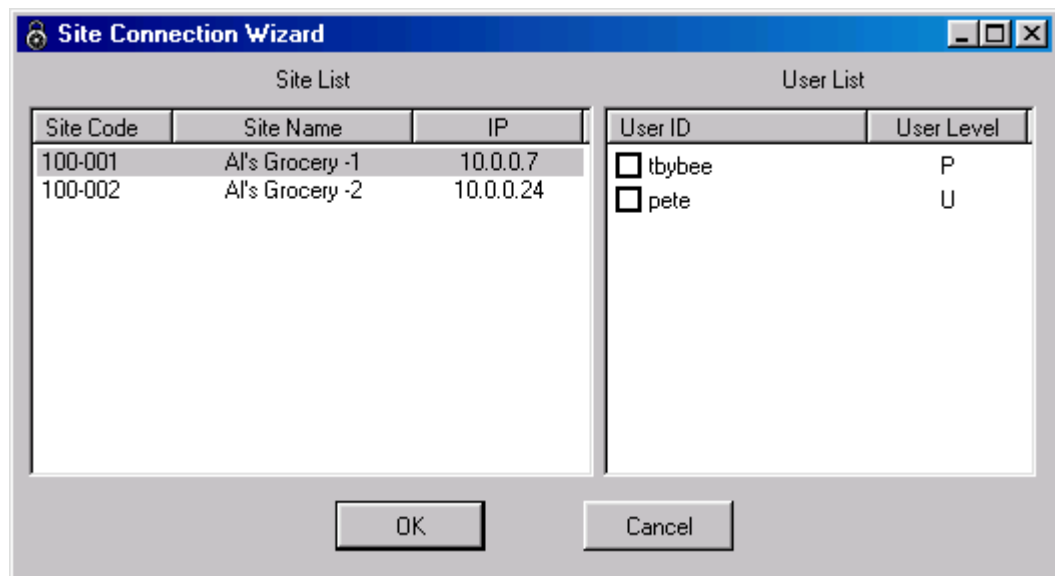 Site Connection Wizard
Site List User List
Site Code Site Name IP User ID User Level
100-001 Al's Grocery -1 10.0.0.7 tbybee P
100-002 Al's Grocery -2 10.0.0.24 pete U
OK Cancel